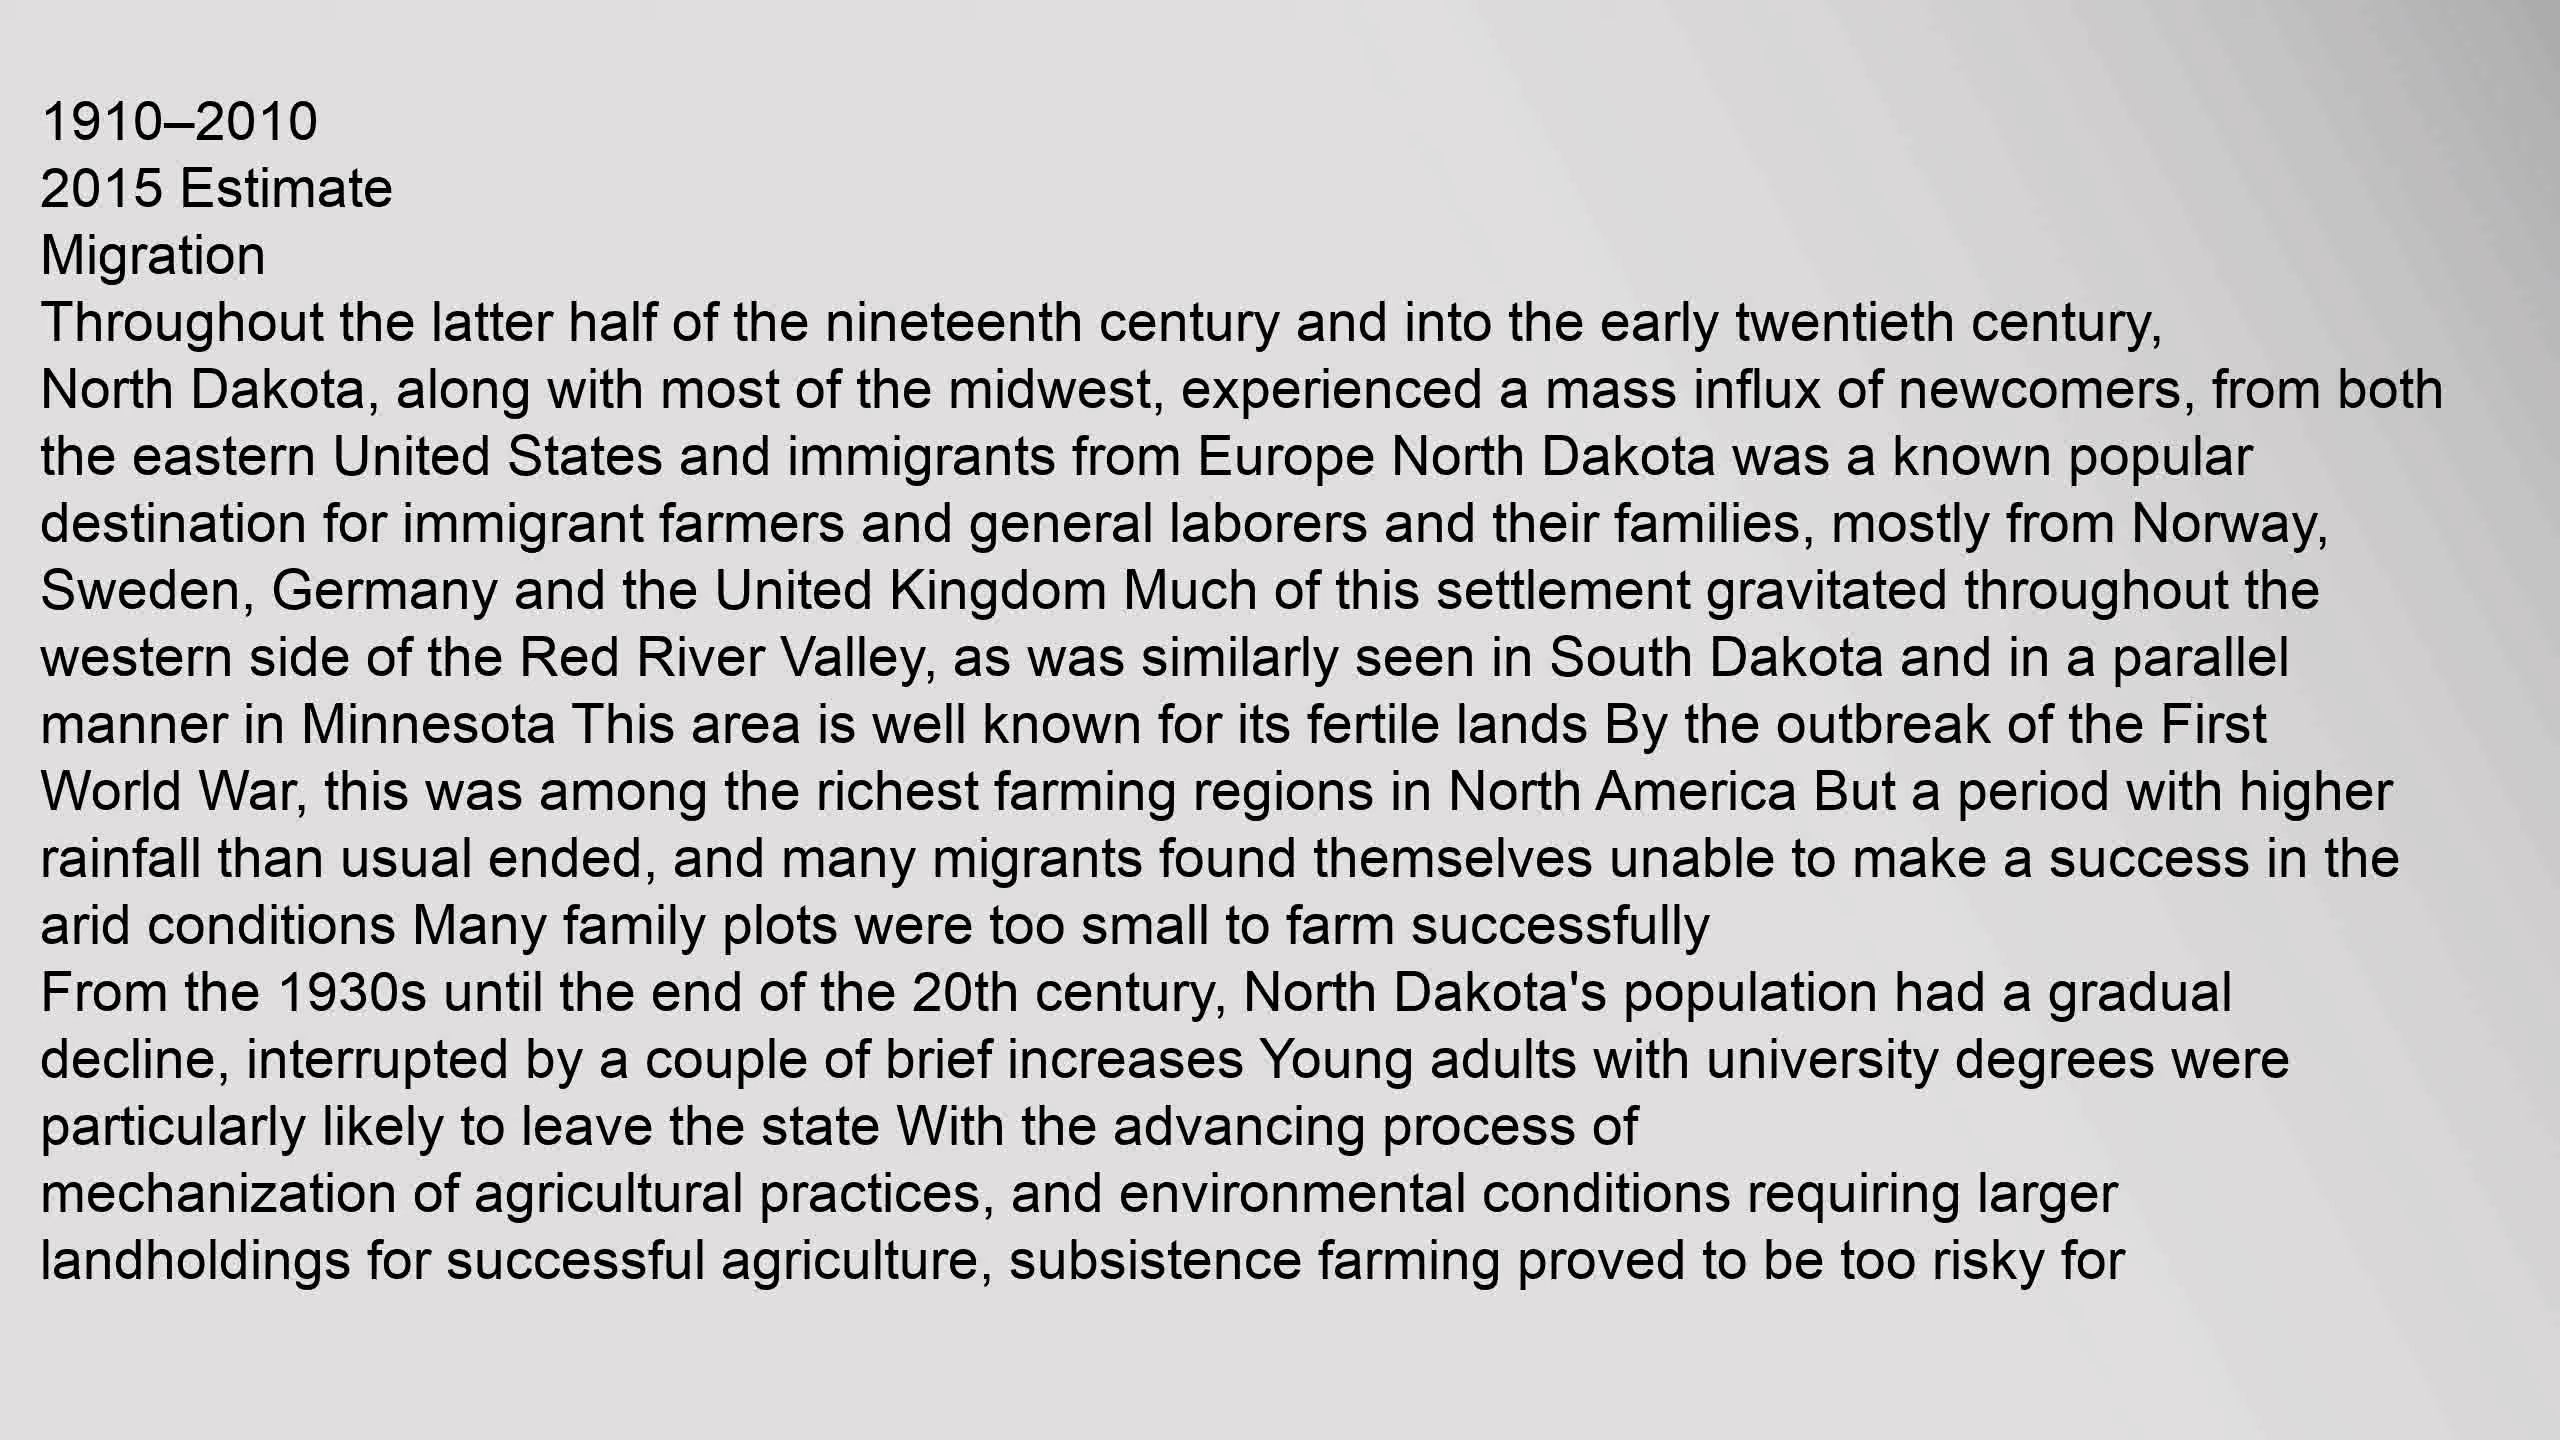 1910–2010
2015 Estimate
Migration
Throughout the latter half of the nineteenth century and into the early twentieth century,
North Dakota, along with most of the midwest, experienced a mass influx of newcomers, from both
the eastern United States and immigrants from Europe North Dakota was a known popular
destination for immigrant farmers and general laborers and their families, mostly from Norway,
Sweden, Germany and the United Kingdom Much of this settlement gravitated throughout the
western side of the Red River Valley, as was similarly seen in South Dakota and in a parallel
manner in Minnesota This area is well known for its fertile lands By the outbreak of the First
World War, this was among the richest farming regions in North America But a period with higher
rainfall than usual ended, and many migrants found themselves unable to make a success in the
arid conditions Many family plots were too small to farm successfully
From the 1930s until the end of the 20th century, North Dakota's population had a gradual
decline, interrupted by a couple of brief increases Young adults with university degrees were
particularly likely to leave the state With the advancing process of
mechanization of agricultural practices, and environmental conditions requiring larger
landholdings for successful agriculture, subsistence farming proved to be too risky for